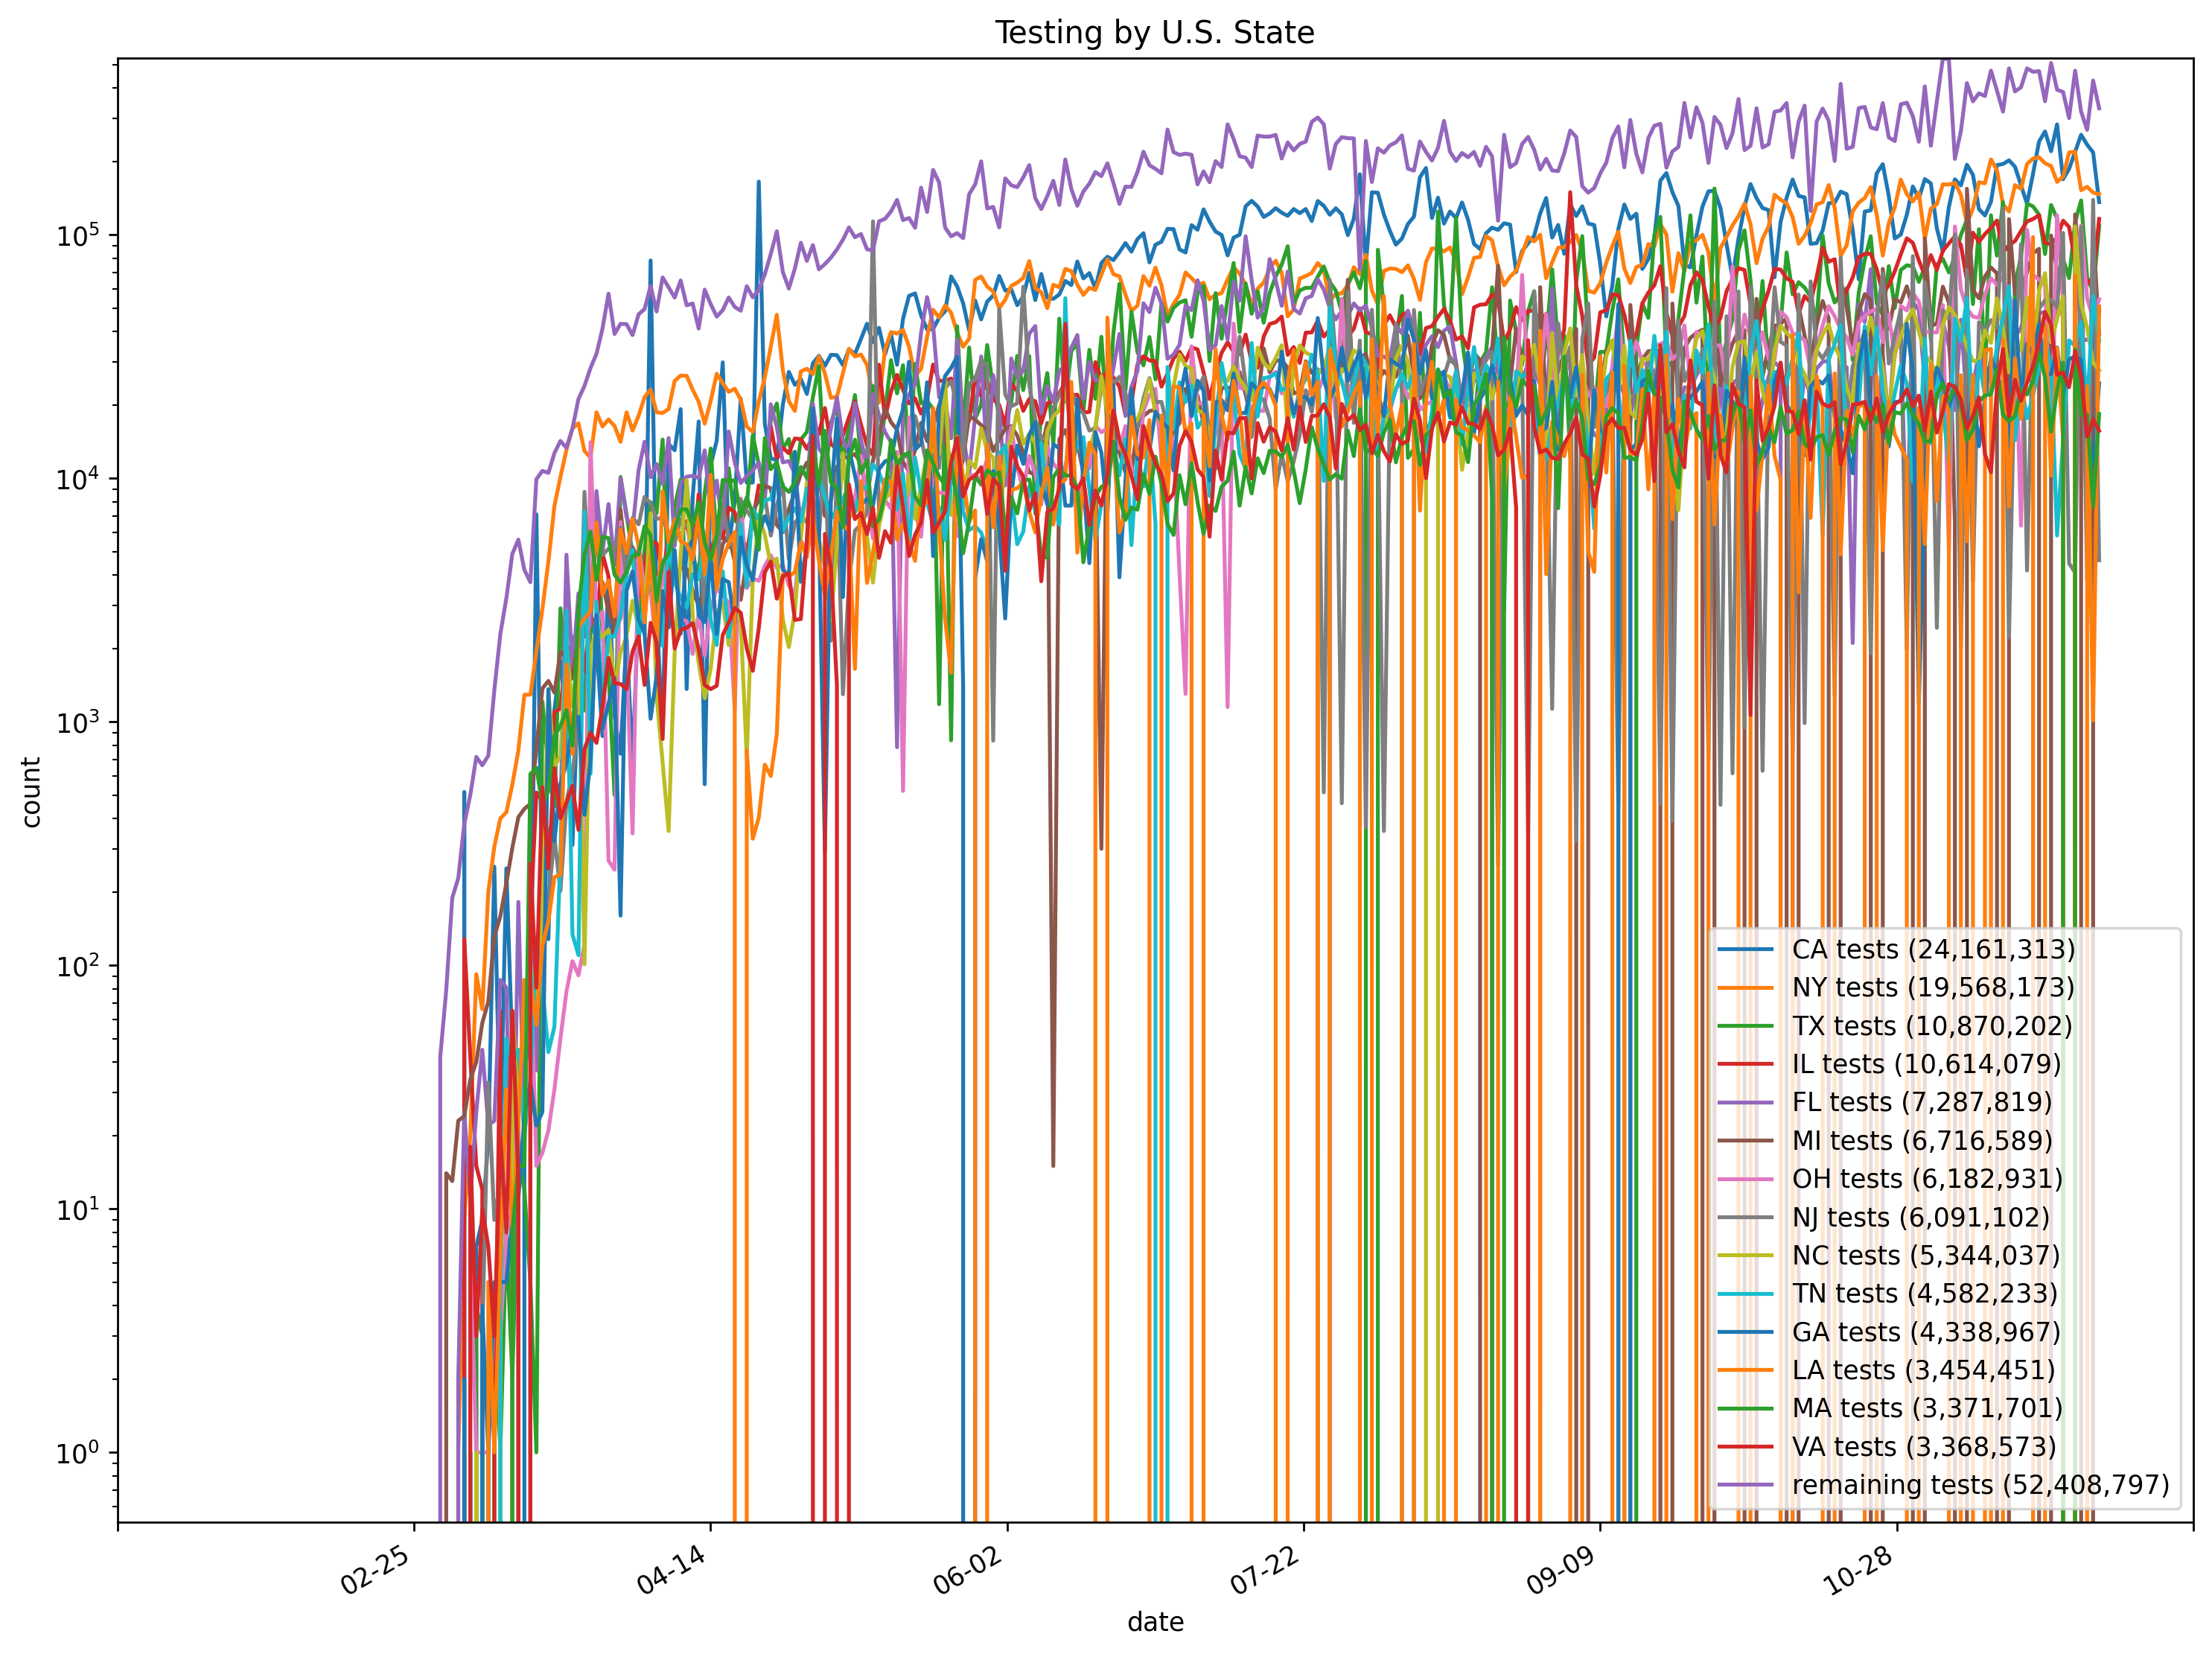 Testing by U.S. State
count
10^5
10^4
10^3
10^2
10^1
10^0
CA tests (24,161,313)
NY tests (19,568,173)
TX tests (10,870,202)
IL tests (10,614,079)
FL tests (7,287,819)
MI tests (6,716,589)
OH tests (6,182,931)
NJ tests (6,091,102)
NC tests (5,344,037)
TN tests (4,582,233)
GA tests (4,338,967)
LA tests (3,454,451)
MA tests (3,371,701)
VA tests (3,368,573)
remaining tests (52,408,797)
02-25
04-14
06-02
07-22
09-09
10-28
date